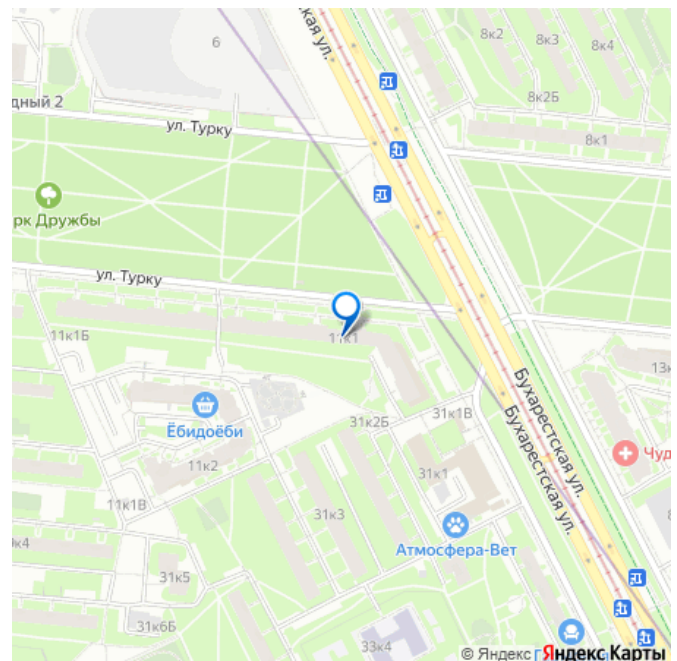 ская ул.
6
8к2
8к3
8к4
8к2Б
8к1
дный 2
ул. Турку
рк Дружбы
ул. Турку
11к1Б
11к1
13к
Бухарестская ул.
Бухарестская ул.
31к2Б
31к1В
Ёбидоёби
11к2
31к1
Чуд
11к1В
31к3
Атмосфера-Вет
к4
31к5
31к6Б
33к4
© Яндекс Яндекс Карты